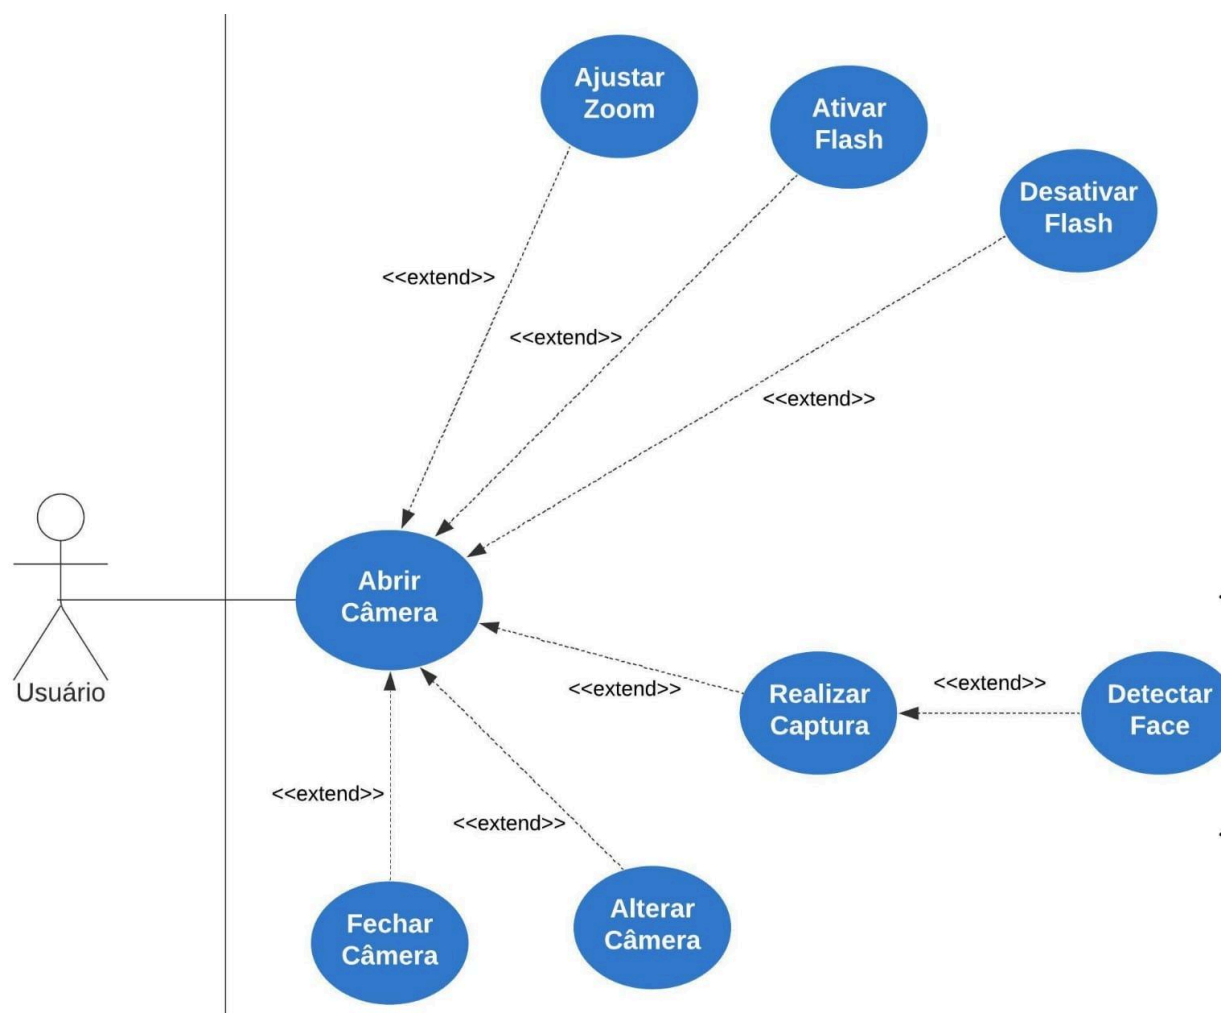 Ajustar
Zoom
Ativar
Flash
Desativar
Flash
<<extend>>
<<extend>>
<<extend>>
Abrir
Câmera
Usuário
<<extend>>
Realizar
Captura
<<extend>>
Detectar
Face
<<extend>>
<<extend>>
Fechar
Câmera
Alterar
Câmera